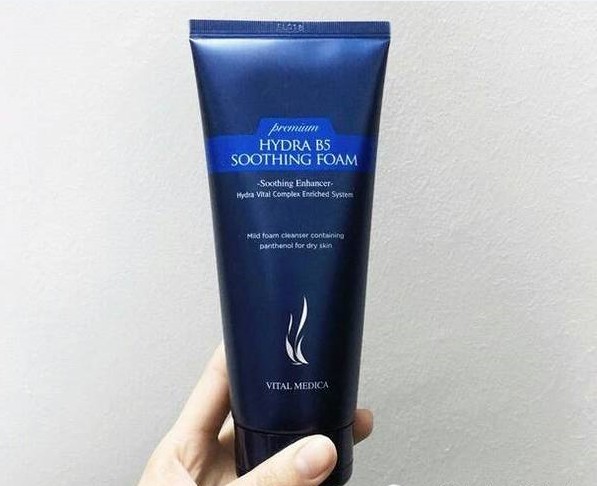 premium
HYDRA B5
SOOTHING FOAM
-Soothing Enhancer-
Hydra Vital Complex Enriched System
Mild foam cleanser containing
panthenol for dry skin
VITAL MEDICA